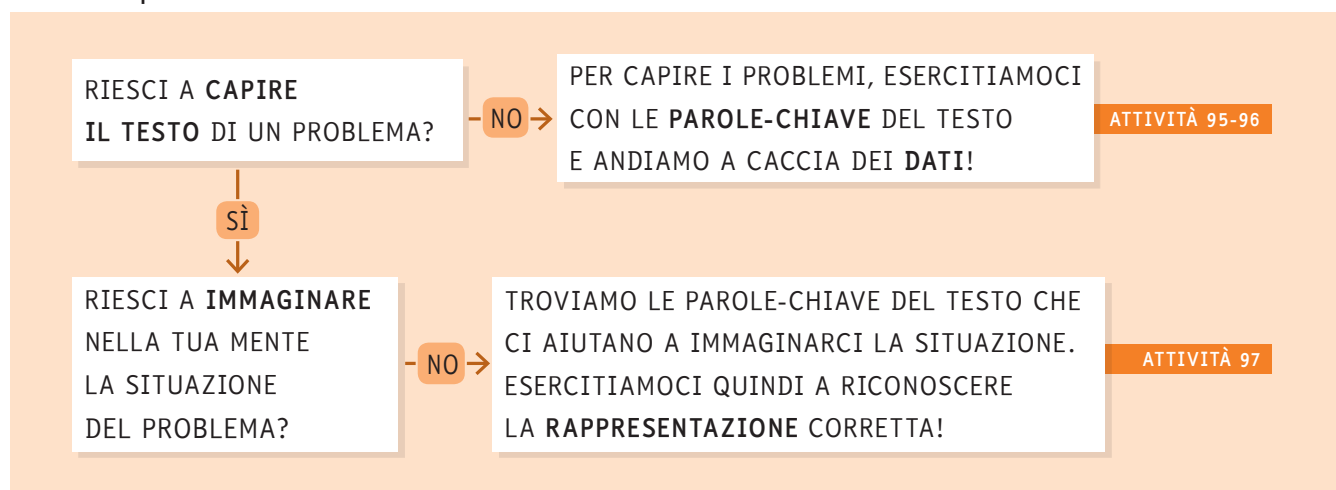 RIESCI A CAPIRE
IL TESTO DI UN PROBLEMA?
NO
PER CAPIRE I PROBLEMI, ESERCITIAMOCI
CON LE PAROLE-CHIAVE DEL TESTO
E ANDIAMO A CACCIA DEI DATI!
ATTIVITÀ 95-96
SÌ
RIESCI A IMMAGINARE
NELLA TUA MENTE
LA SITUAZIONE
DEL PROBLEMA?
NO
TROVIAMO LE PAROLE-CHIAVE DEL TESTO CHE
CI AIUTANO A IMMAGINARCI LA SITUAZIONE.
ESERCITIAMOCI QUINDI A RICONOSCERE
LA RAPPRESENTAZIONE CORRETTA!
ATTIVITÀ 97